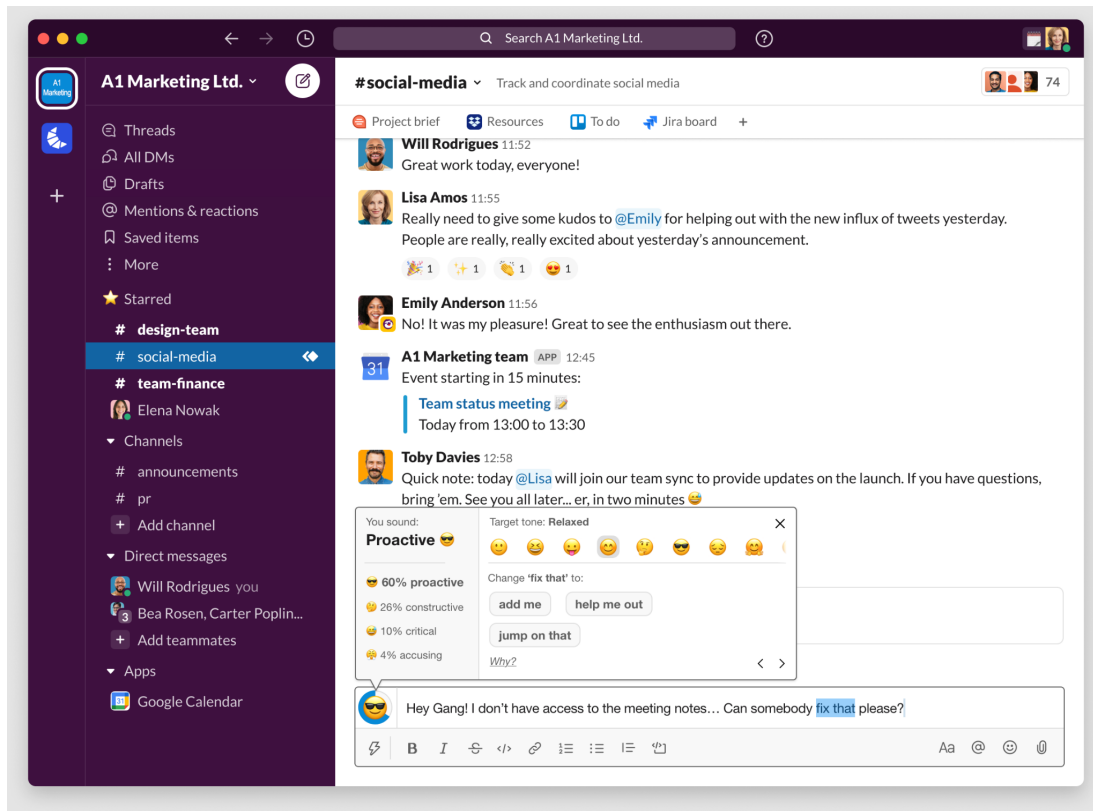 Search A1 Marketing Ltd.
A1
Marketing
A1 Marketing Ltd.
Threads
All DMs
Drafts
Mentions & reactions
Saved items
More
Starred
# design-team
# social-media
# team-finance
Elena Nowak
Channels
# announcements
# pr
+ Add channel
Direct messages
Will Rodrigues you
3 Bea Rosen, Carter Poplin...
+ Add teammates
Apps
31 Google Calendar
#social-media Track and coordinate social media
74
Project brief Resources To do Jira board +
Will Rodrigues 11:52
Great work today, everyone!
Lisa Amos 11:55
Really need to give some kudos to @Emily for helping out with the new influx of tweets yesterday.
People are really, really excited about yesterday’s announcement.
🎉 1 ✨ 1 👏 1 😍 1
Emily Anderson 11:56
No! It was my pleasure! Great to see the enthusiasm out there.
31
A1 Marketing team APP 12:45
Event starting in 15 minutes:
Team status meeting 📝
Today from 13:00 to 13:30
Toby Davies 12:58
Quick note: today @Lisa will join our team sync to provide updates on the launch. If you have questions,
bring ’em. See you all later... er, in two minutes 😅
You sound:
Proactive 😎
😎 60% proactive
🤔 26% constructive
😅 10% critical
😤 4% accusing
Target tone: Relaxed
🙂 😆 😛 😊 🤔 😎 😔 🤗
Change ‘fix that’ to:
add me help me out
jump on that
Why?
Hey Gang! I don’t have access to the meeting notes… Can somebody fix that please?
B I S </> Aa @